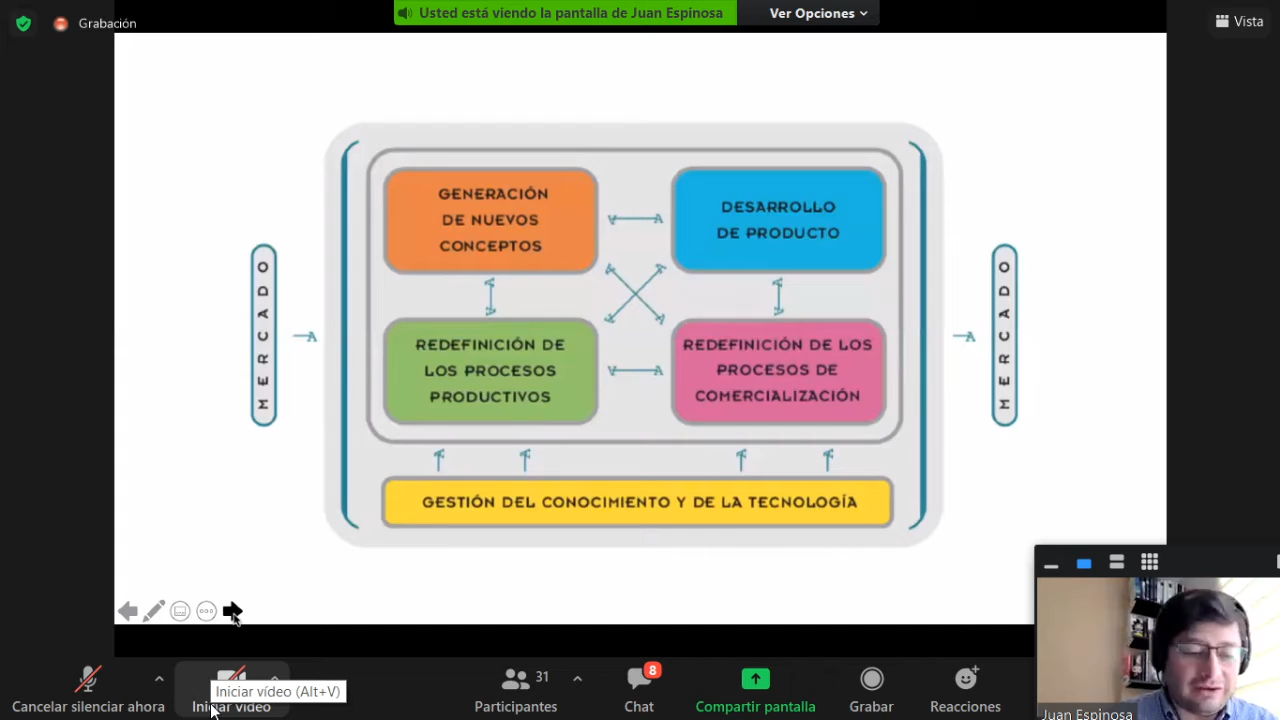 Grabación
Usted está viendo la pantalla de Juan Espinosa
Ver Opciones
Vista
GENERACIÓN
DE NUEVOS
CONCEPTOS
DESARROLLO
DE PRODUCTO
MERCADO
REDEFINICIÓN DE
LOS PROCESOS
PRODUCTIVOS
REDEFINICIÓN DE LOS
PROCESOS DE
COMERCIALIZACIÓN
MERCADO
GESTIÓN DEL CONOCIMIENTO Y DE LA TECNOLOGÍA
Cancelar silenciar ahora
Iniciar vídeo (Alt+V)
Iniciar vídeo
31
Participantes
8
Chat
Compartir pantalla
Grabar
Reacciones
Juan Espinosa